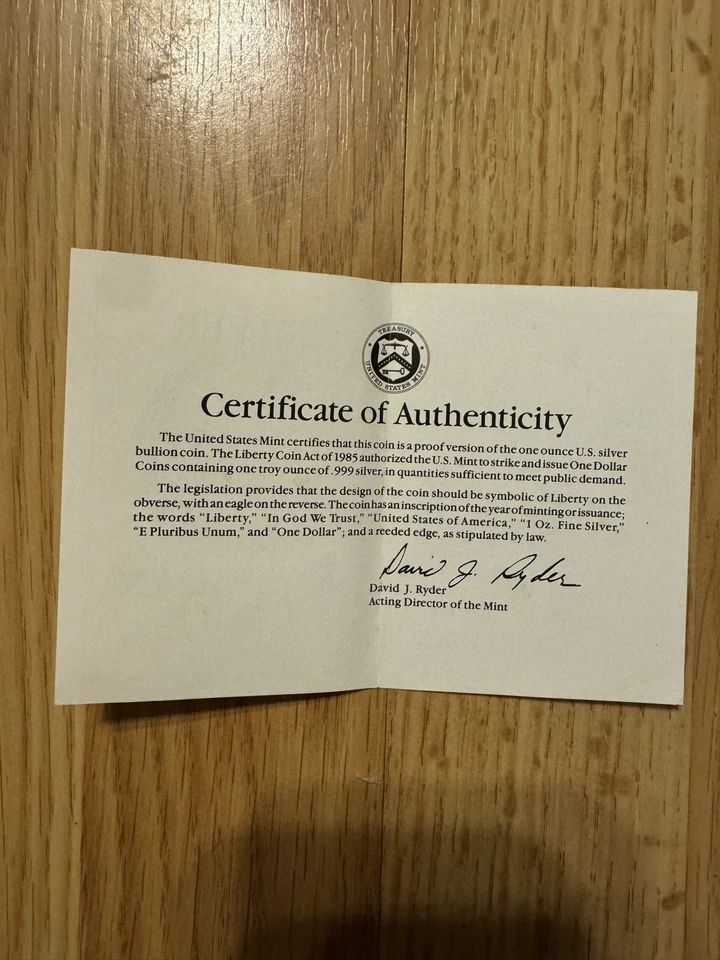 TREASURY
UNITED STATES MINT
Certificate of Authenticity
The United States Mint certifies that this coin is a proof version of the one ounce U.S. silver
bullion coin. The Liberty Coin Act of 1985 authorized the U.S. Mint to strike and issue One Dollar
Coins containing one troy ounce of .999 silver, in quantities sufficient to meet public demand.
The legislation provides that the design of the coin should be symbolic of Liberty on the
obverse, with an eagle on the reverse. The coin has an inscription of the year of minting or issuance;
the words “Liberty,” “In God We Trust,” “United States of America,” “1 Oz. Fine Silver,”
“E Pluribus Unum,” and “One Dollar”; and a reeded edge, as stipulated by law.
David J. Ryder
David J. Ryder
Acting Director of the Mint